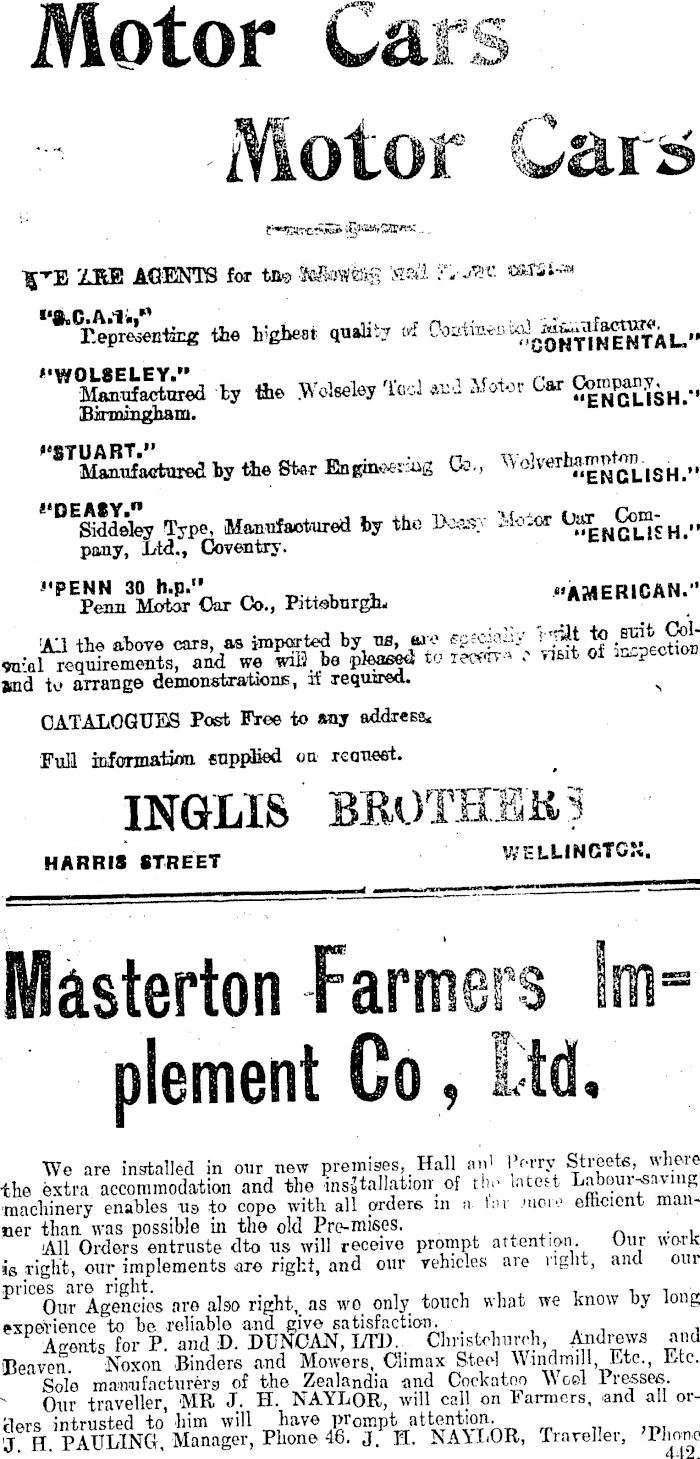 Motor Cars
Motor Cars
WE ARE AGENTS for the following well known cars:—
"S.C.A.T.,"
Representing the highest quality of Continental Manufacture.
"CONTINENTAL."
"WOLSELEY."
Manufactured by the Wolseley Tool and Motor Car Company,
Birmingham.
"ENGLISH."
"STUART."
Manufactured by the Star Engineering Co., Wolverhampton.
"ENGLISH."
"DEASY."
Siddeley Type, Manufactured by the Deasy Motor Car Com-
pany, Ltd., Coventry.
"ENGLISH."
"PENN 30 h.p."
"AMERICAN."
Penn Motor Car Co., Pittsburgh.
All the above cars, as imported by us, are specially built to suit Col-
onial requirements, and we will be pleased to receive a visit of inspection
and to arrange demonstrations, if required.
CATALOGUES Post Free to any address.
Full information supplied on request.
INGLIS BROTHERS
HARRIS STREET
WELLINGTON.
Masterton Farmers Im=
plement Co, Ltd.
We are installed in our new premises, Hall and Perry Streets, where
the extra accommodation and the installation of the latest Labour-saving
machinery enables us to cope with all orders in a far more efficient man-
ner than was possible in the old Pre-mises.
All Orders entruste dto us will receive prompt attention. Our work
is right, our implements are right, and our vehicles are right, and our
prices are right.
Our Agencies are also right, as we only touch what we know by long
experience to be reliable and give satisfaction.
Agents for P. and D. DUNCAN, LTD. Christchurch, Andrews and
Beaven. Noxon Binders and Mowers, Climax Steel Windmill, Etc., Etc.
Sole manufacturers of the Zealandia and Cockatoo Wool Presses.
Our traveller, MR J. H. NAYLOR, will call on Farmers, and all or-
ders intrusted to him will have prompt attention.
J. H. PAULING, Manager, Phone 46. J. H. NAYLOR, Traveller, 'Phone
442.